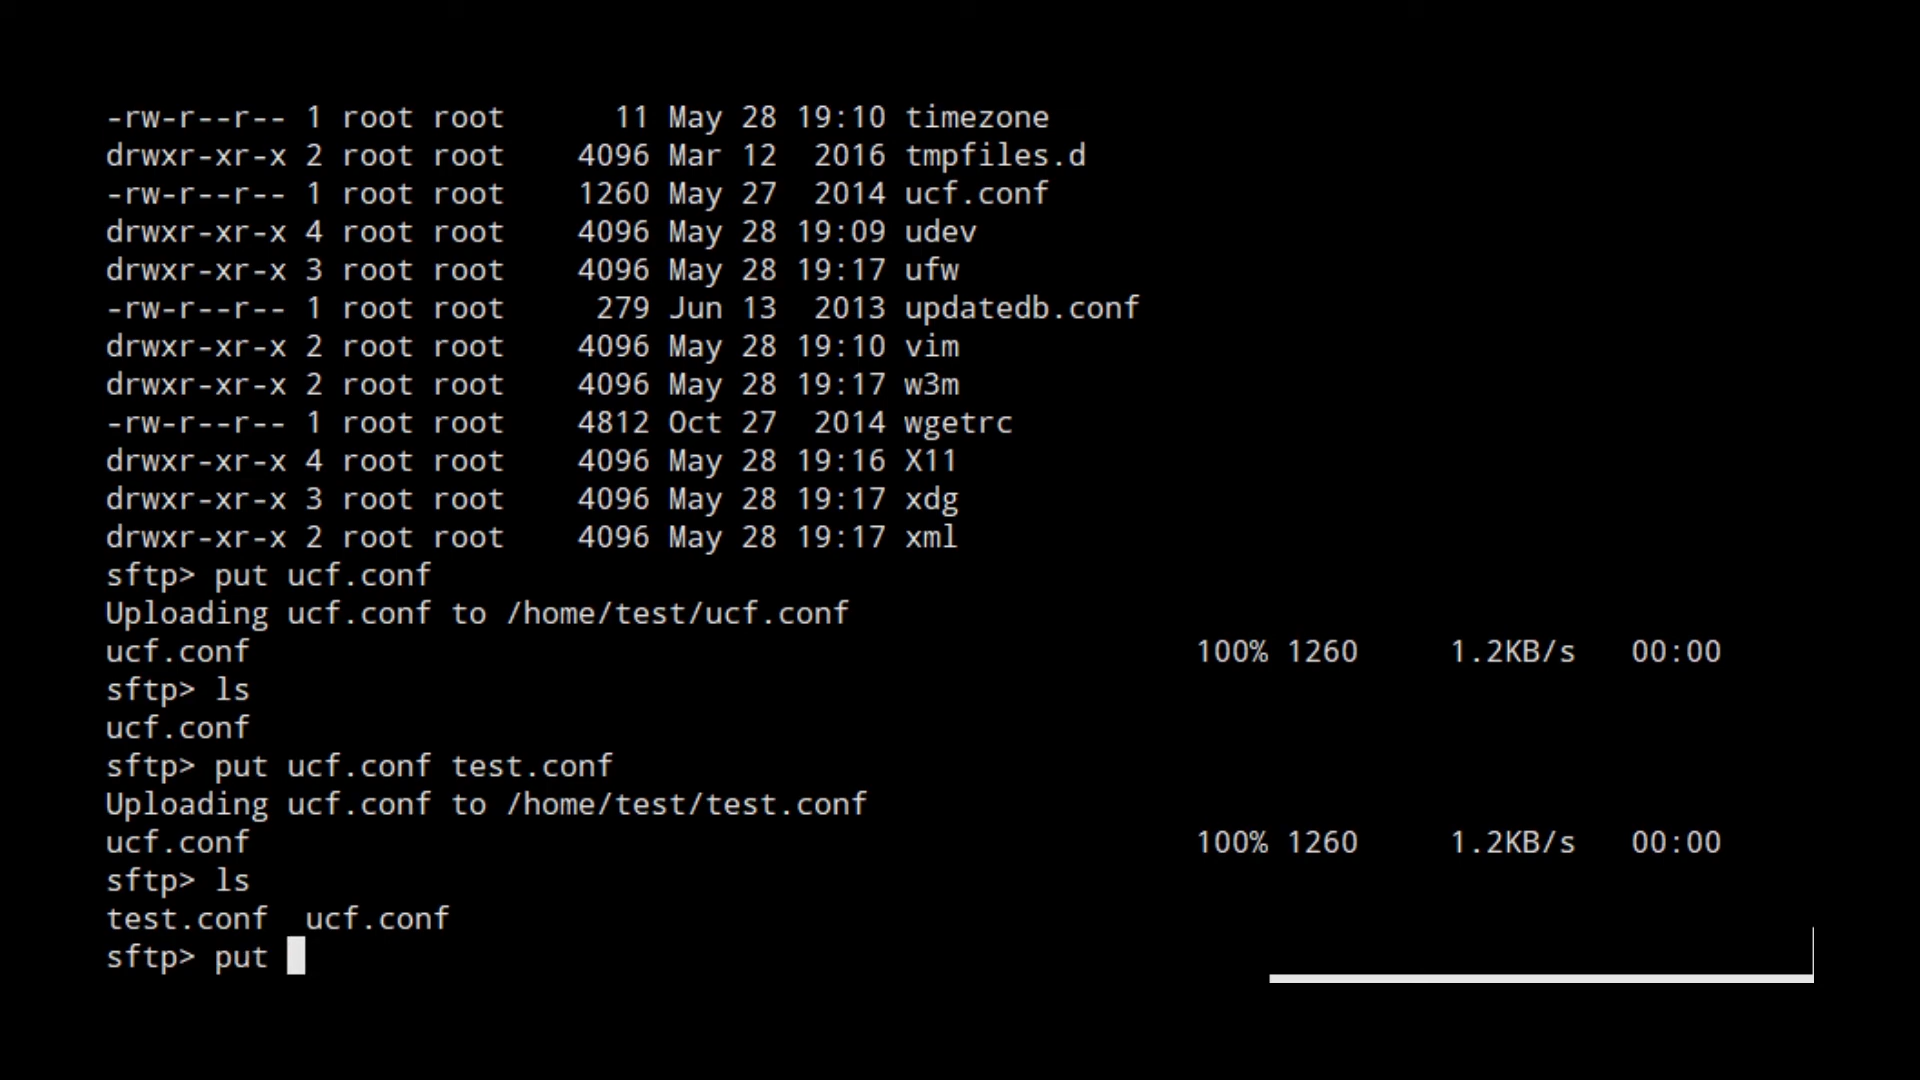 -rw-r--r-- 1 root root      11 May 28 19:10 timezone
drwxr-xr-x 2 root root    4096 Mar 12  2016 tmpfiles.d
-rw-r--r-- 1 root root    1260 May 27  2014 ucf.conf
drwxr-xr-x 4 root root    4096 May 28 19:09 udev
drwxr-xr-x 3 root root    4096 May 28 19:17 ufw
-rw-r--r-- 1 root root     279 Jun 13  2013 updatedb.conf
drwxr-xr-x 2 root root    4096 May 28 19:10 vim
drwxr-xr-x 2 root root    4096 May 28 19:17 w3m
-rw-r--r-- 1 root root    4812 Oct 27  2014 wgetrc
drwxr-xr-x 4 root root    4096 May 28 19:16 X11
drwxr-xr-x 3 root root    4096 May 28 19:17 xdg
drwxr-xr-x 2 root root    4096 May 28 19:17 xml
sftp> put ucf.conf
Uploading ucf.conf to /home/test/ucf.conf
ucf.conf                                                    100% 1260     1.2KB/s   00:00
sftp> ls
ucf.conf
sftp> put ucf.conf test.conf
Uploading ucf.conf to /home/test/test.conf
ucf.conf                                                    100% 1260     1.2KB/s   00:00
sftp> ls
test.conf  ucf.conf
sftp> put